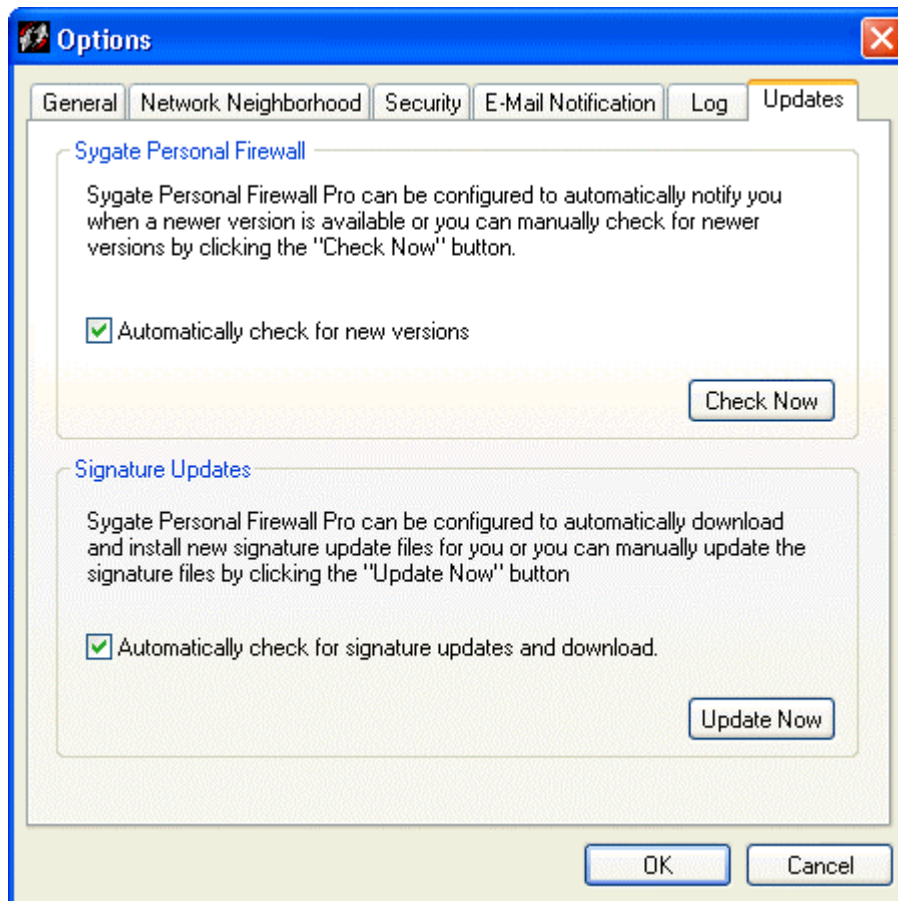 Options
General Network Neighborhood Security E-Mail Notification Log Updates
Sygate Personal Firewall
Sygate Personal Firewall Pro can be configured to automatically notify you
when a newer version is available or you can manually check for newer
versions by clicking the "Check Now" button.
Automatically check for new versions
Check Now
Signature Updates
Sygate Personal Firewall Pro can be configured to automatically download
and install new signature update files for you or you can manually update the
signature files by clicking the "Update Now" button
Automatically check for signature updates and download.
Update Now
OK Cancel